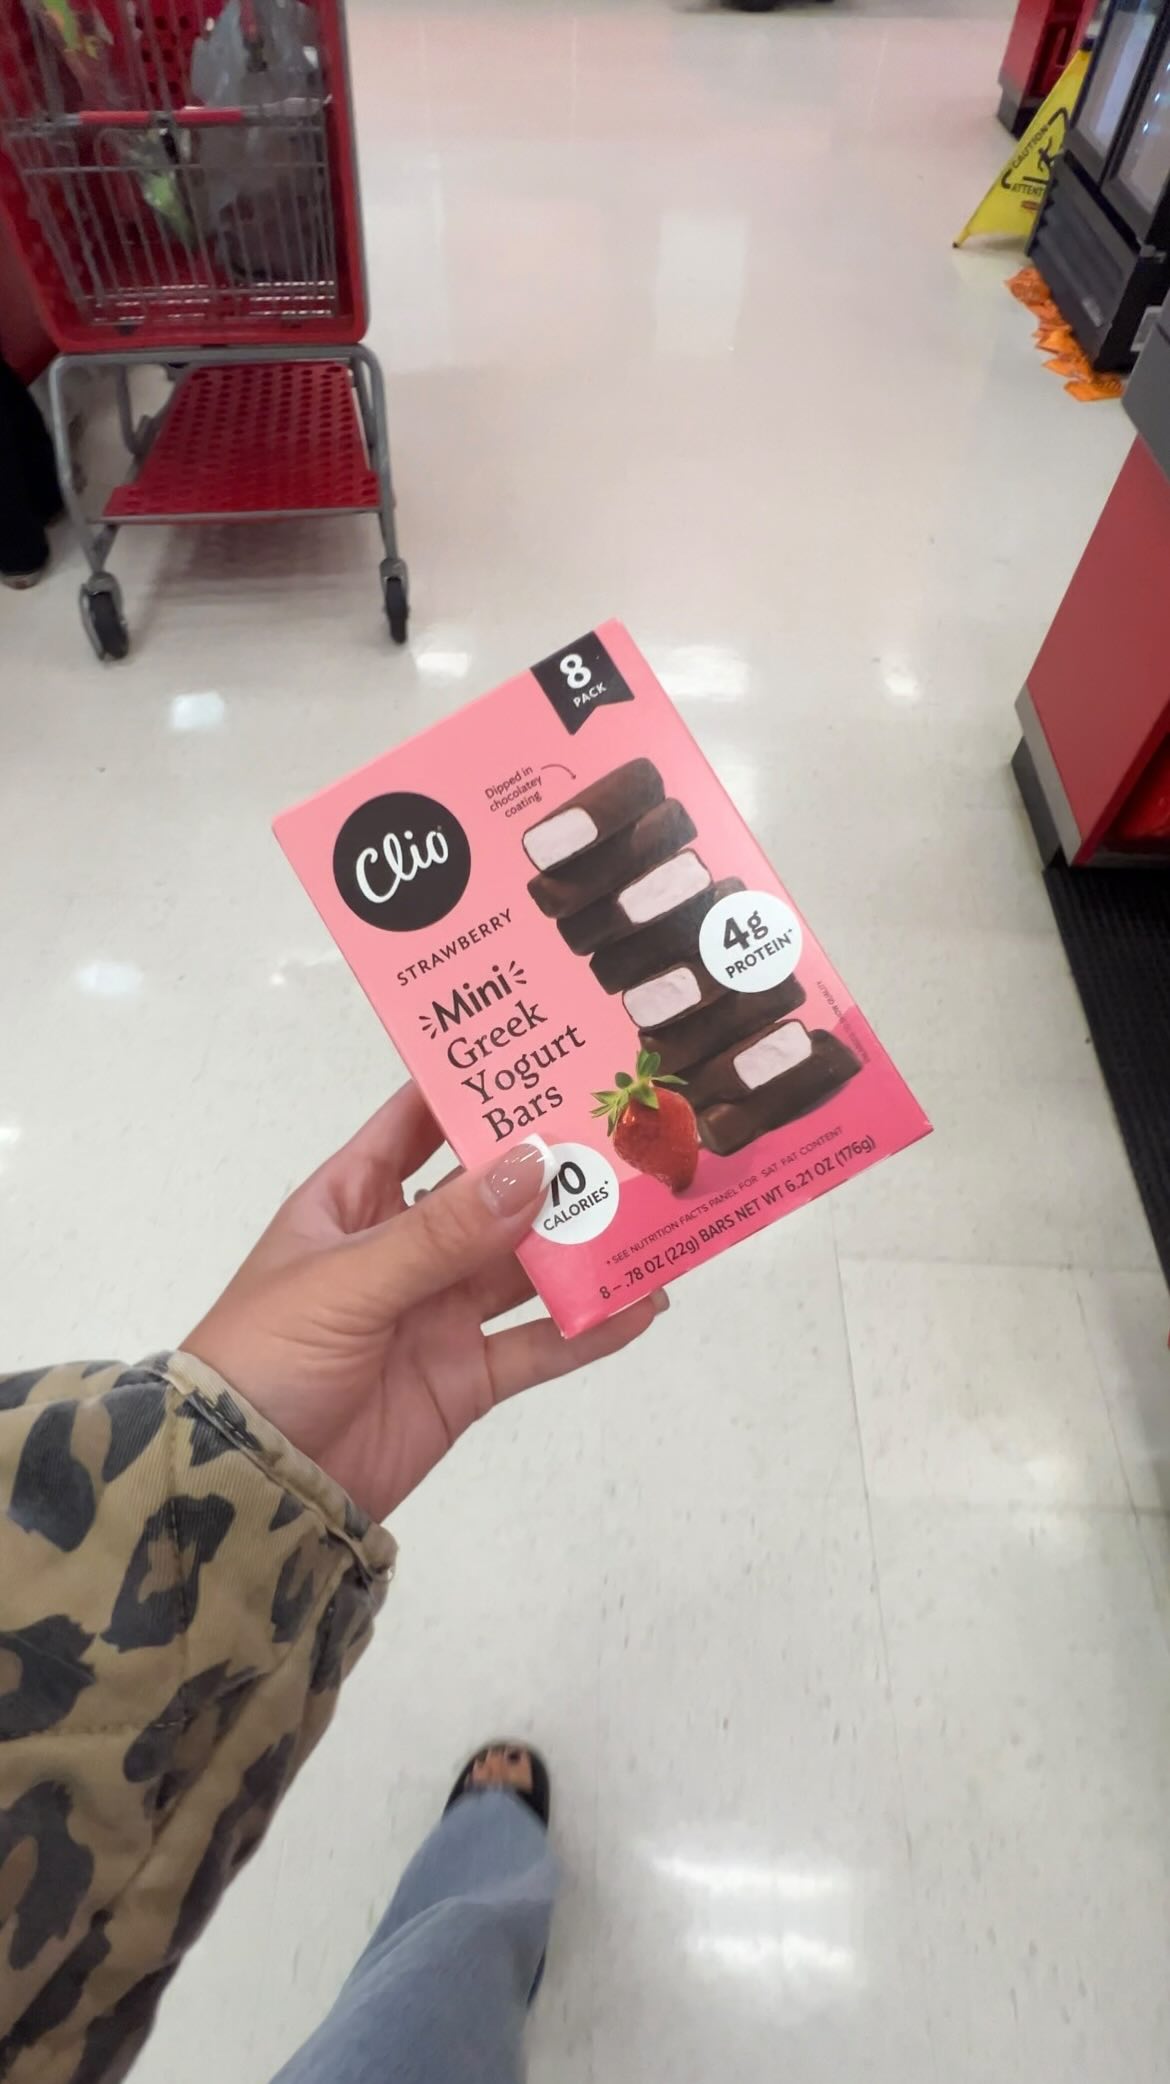 CAUTION
8
PACK
Dipped in
chocolatey
coating
Clio
STRAWBERRY
Mini
Greek
Yogurt
Bars
4g
PROTEIN*
70
CALORIES*
*SEE NUTRITION FACTS PANEL FOR SAT FAT CONTENT
8 – .78 OZ (22g) BARS NET WT 6.21 OZ (176g)